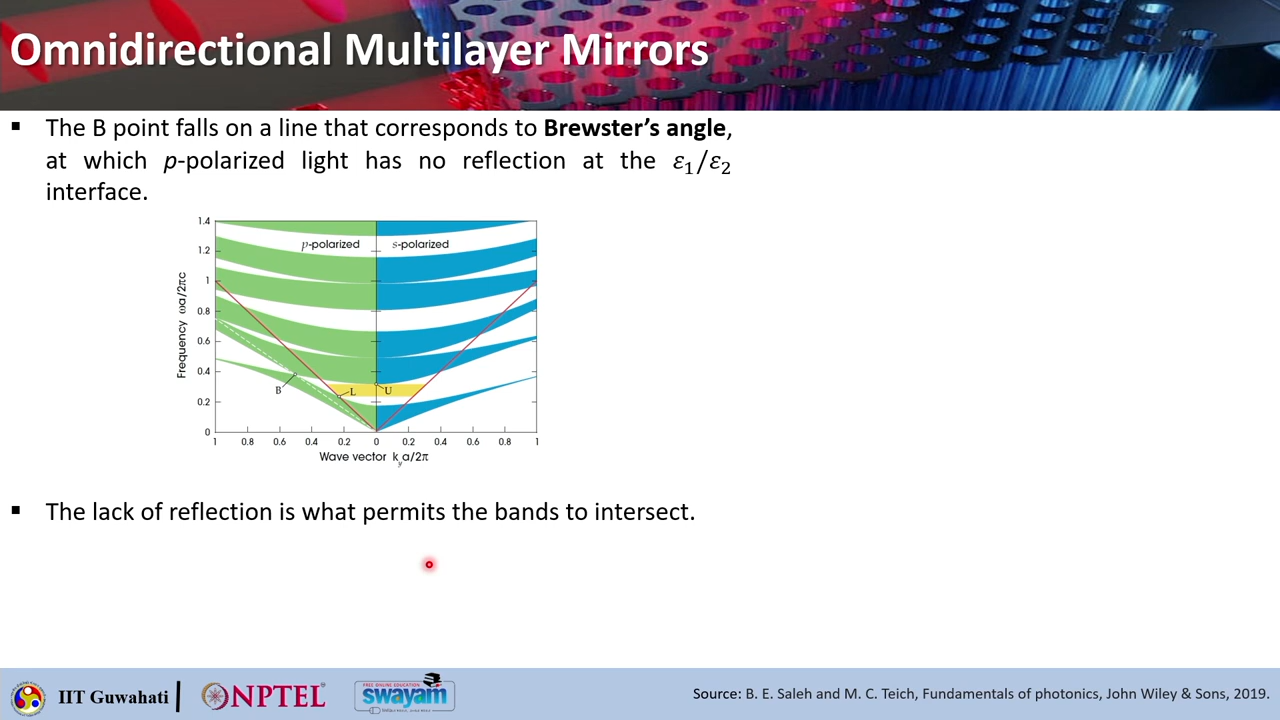 Omnidirectional Multilayer Mirrors
▪ The B point falls on a line that corresponds to Brewster's angle,
at which p-polarized light has no reflection at the ε₁/ε₂
interface.
1.4
1.2
1
0.8
0.6
0.4
0.2
0
Frequency ωa/2πc
p-polarized
s-polarized
B
L
U
1 0.8 0.6 0.4 0.2 0 0.2 0.4 0.6 0.8 1
Wave vector k_y a/2π
▪ The lack of reflection is what permits the bands to intersect.
IIT Guwahati
NPTEL
FREE ONLINE EDUCATION
swayam
Source: B. E. Saleh and M. C. Teich, Fundamentals of photonics, John Wiley & Sons, 2019.